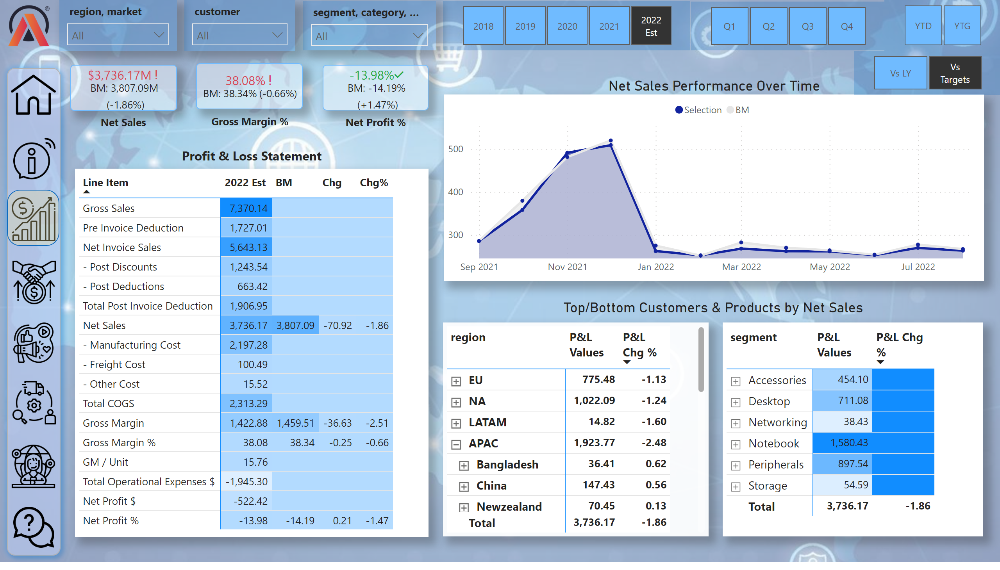 ®
region, market
All
customer
All
segment, category, ...
All
2018
2019
2020
2021
2022
Est
Q1
Q2
Q3
Q4
YTD
YTG
Vs LY
Vs
Targets
$3,736.17M !
BM: 3,807.09M
(-1.86%)
Net Sales
38.08% !
BM: 38.34% (-0.66%)
Gross Margin %
-13.98%
BM: -14.19%
(+1.47%)
Net Profit %
Profit & Loss Statement
Line Item 2022 Est BM Chg Chg%
Gross Sales 7,370.14
Pre Invoice Deduction 1,727.01
Net Invoice Sales 5,643.13
- Post Discounts 1,243.54
- Post Deductions 663.42
Total Post Invoice Deduction 1,906.95
Net Sales 3,736.17 3,807.09 -70.92 -1.86
- Manufacturing Cost 2,197.28
- Freight Cost 100.49
- Other Cost 15.52
Total COGS 2,313.29
Gross Margin 1,422.88 1,459.51 -36.63 -2.51
Gross Margin % 38.08 38.34 -0.25 -0.66
GM / Unit 15.76
Total Operational Expenses $ -1,945.30
Net Profit $ -522.42
Net Profit % -13.98 -14.19 0.21 -1.47
Net Sales Performance Over Time
Selection BM
500
400
300
Sep 2021 Nov 2021 Jan 2022 Mar 2022 May 2022 Jul 2022
Top/Bottom Customers & Products by Net Sales
region P&L Values P&L Chg %
EU 775.48 -1.13
NA 1,022.09 -1.24
LATAM 14.82 -1.60
APAC 1,923.77 -2.48
Bangladesh 36.41 0.62
China 147.43 0.56
Newzealand 70.45 0.13
Total 3,736.17 -1.86
segment P&L Values P&L Chg %
Accessories 454.10
Desktop 711.08
Networking 38.43
Notebook 1,580.43
Peripherals 897.54
Storage 54.59
Total 3,736.17 -1.86